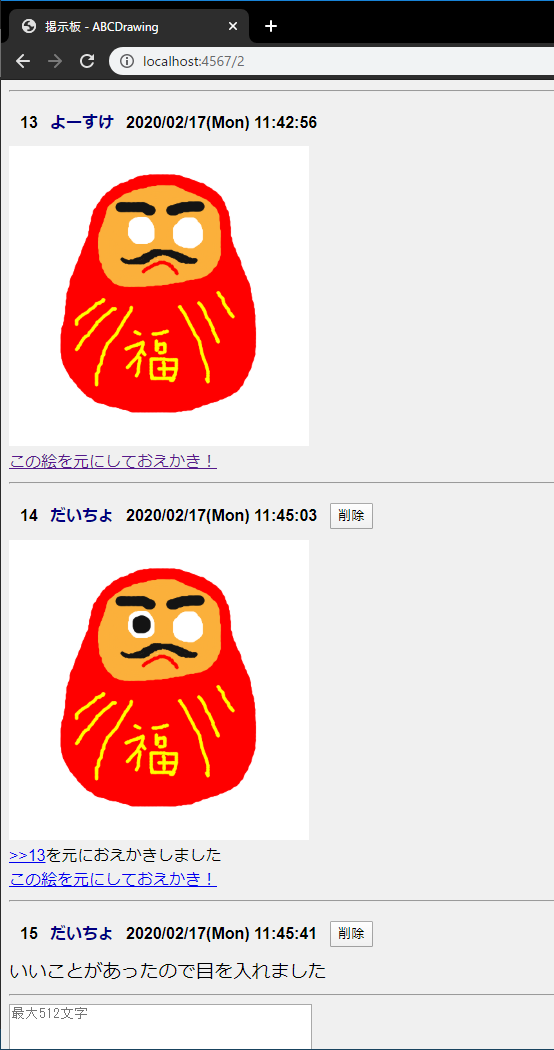 掲示板 - ABCDrawing
localhost:4567/2
13 よーすけ 2020/02/17(Mon) 11:42:56
福
この絵を元にしておえかき！
14 だいちょ 2020/02/17(Mon) 11:45:03 削除
福
>>13を元におえかきしました
この絵を元にしておえかき！
15 だいちょ 2020/02/17(Mon) 11:45:41 削除
いいことがあったので目を入れました
最大512文字